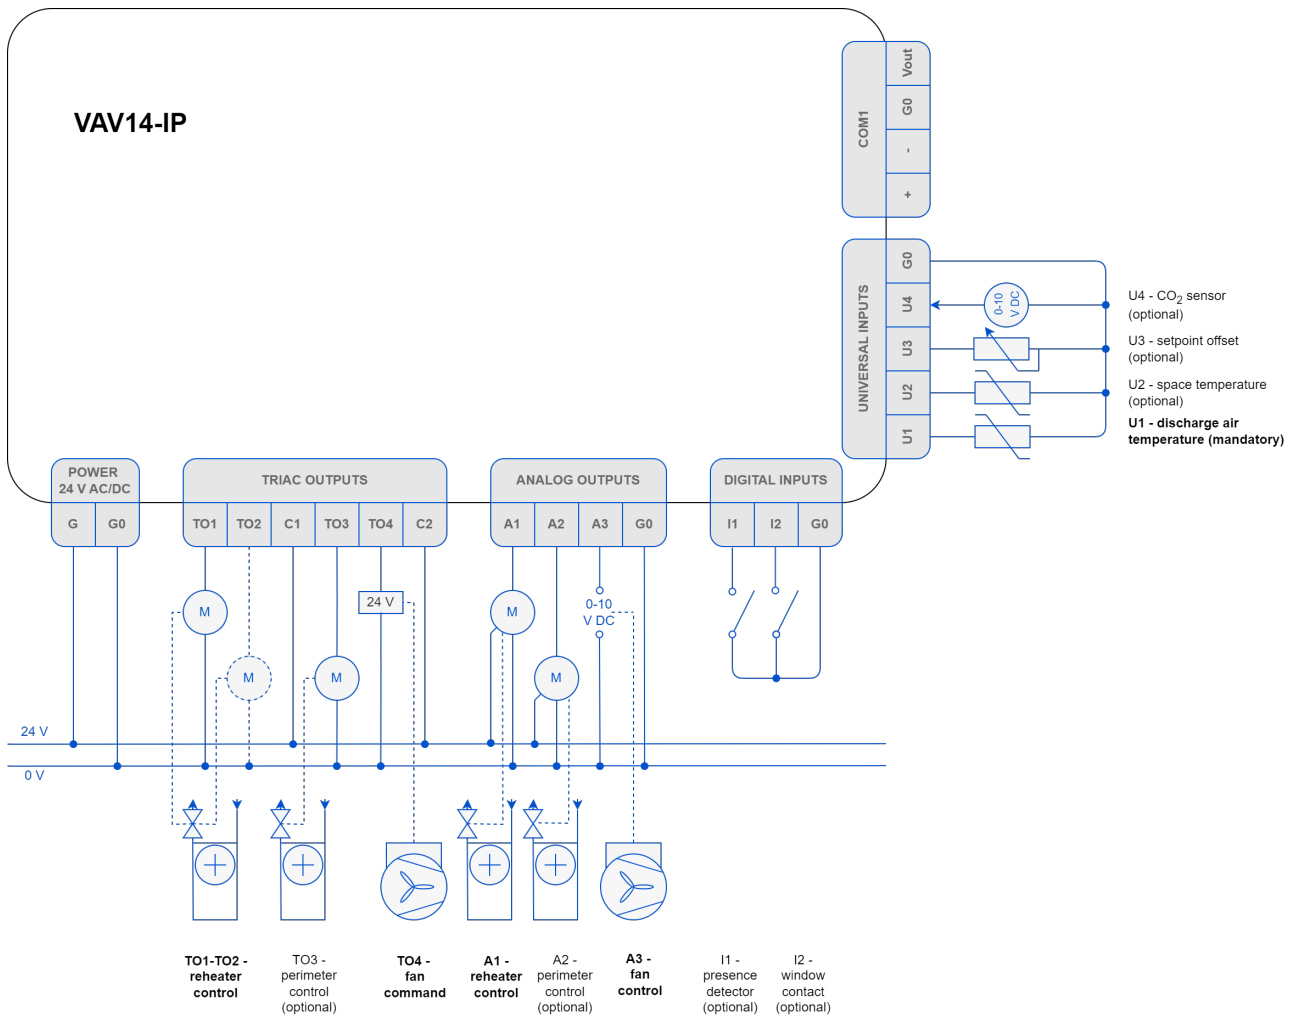 VAV14-IP
COM1
Vout
G0
-
+
UNIVERSAL INPUTS
G0
U4
U3
U2
U1
0-10
V DC
U4 - CO₂ sensor
(optional)
U3 - setpoint offset
(optional)
U2 - space temperature
(optional)
U1 - discharge air
temperature (mandatory)
POWER
24 V AC/DC
G
G0
TRIAC OUTPUTS
TO1
TO2
C1
TO3
TO4
C2
ANALOG OUTPUTS
A1
A2
A3
G0
DIGITAL INPUTS
I1
I2
G0
M
M
M
24 V
M
M
0-10
V DC
24 V
0 V
TO1-TO2 -
reheater
control
TO3 -
perimeter
control
(optional)
TO4 -
fan
command
A1 -
reheater
control
A2 -
perimeter
control
(optional)
A3 -
fan
control
I1 -
presence
detector
(optional)
I2 -
window
contact
(optional)